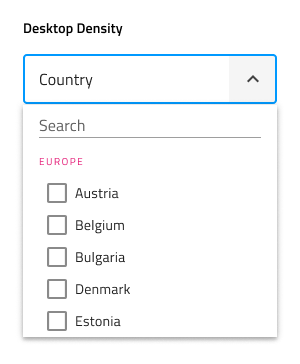 Desktop Density
Country
Search
EUROPE
Austria
Belgium
Bulgaria
Denmark
Estonia